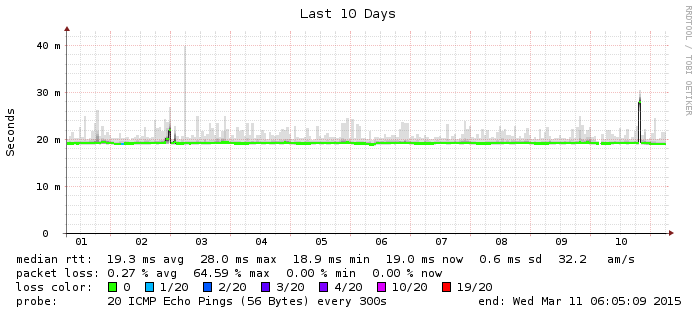 Last 10 Days
RRDTOOL / TOBI OETIKER
Seconds
40 m
30 m
20 m
10 m
0
01 02 03 04 05 06 07 08 09 10
median rtt: 19.3 ms avg 28.0 ms max 18.9 ms min 19.0 ms now 0.6 ms sd 32.2 am/s
packet loss: 0.27 % avg 64.59 % max 0.00 % min 0.00 % now
loss color: 0 1/20 2/20 3/20 4/20 10/20 19/20
probe: 20 ICMP Echo Pings (56 Bytes) every 300s end: Wed Mar 11 06:05:09 2015